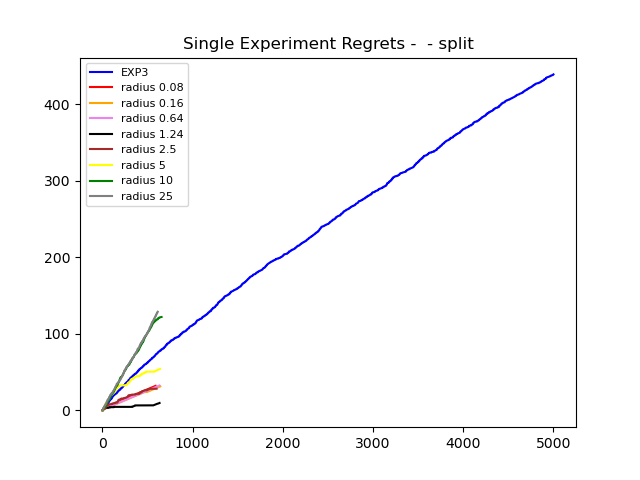 Single Experiment Regrets -  - split
EXP3
radius 0.08
radius 0.16
radius 0.64
radius 1.24
radius 2.5
radius 5
radius 10
radius 25
400
300
200
100
0
0 1000 2000 3000 4000 5000